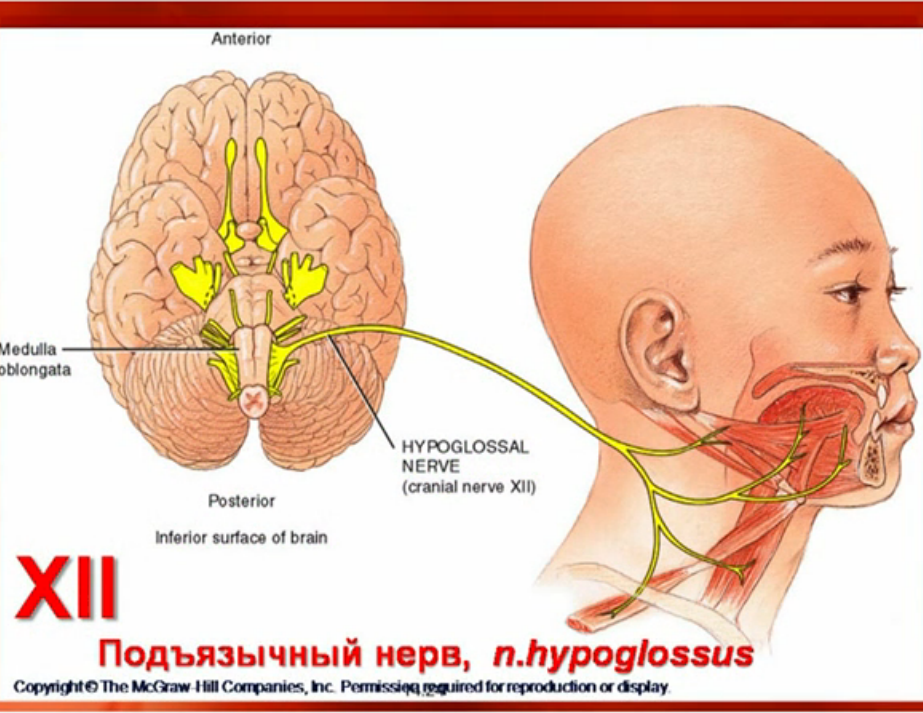 Anterior
Medulla
oblongata
HYPOGLOSSAL
NERVE
(cranial nerve XII)
Posterior
Inferior surface of brain
XII
Подъязычный нерв, n.hypoglossus
Copyright © The McGraw-Hill Companies, Inc. Permission required for reproduction or display.